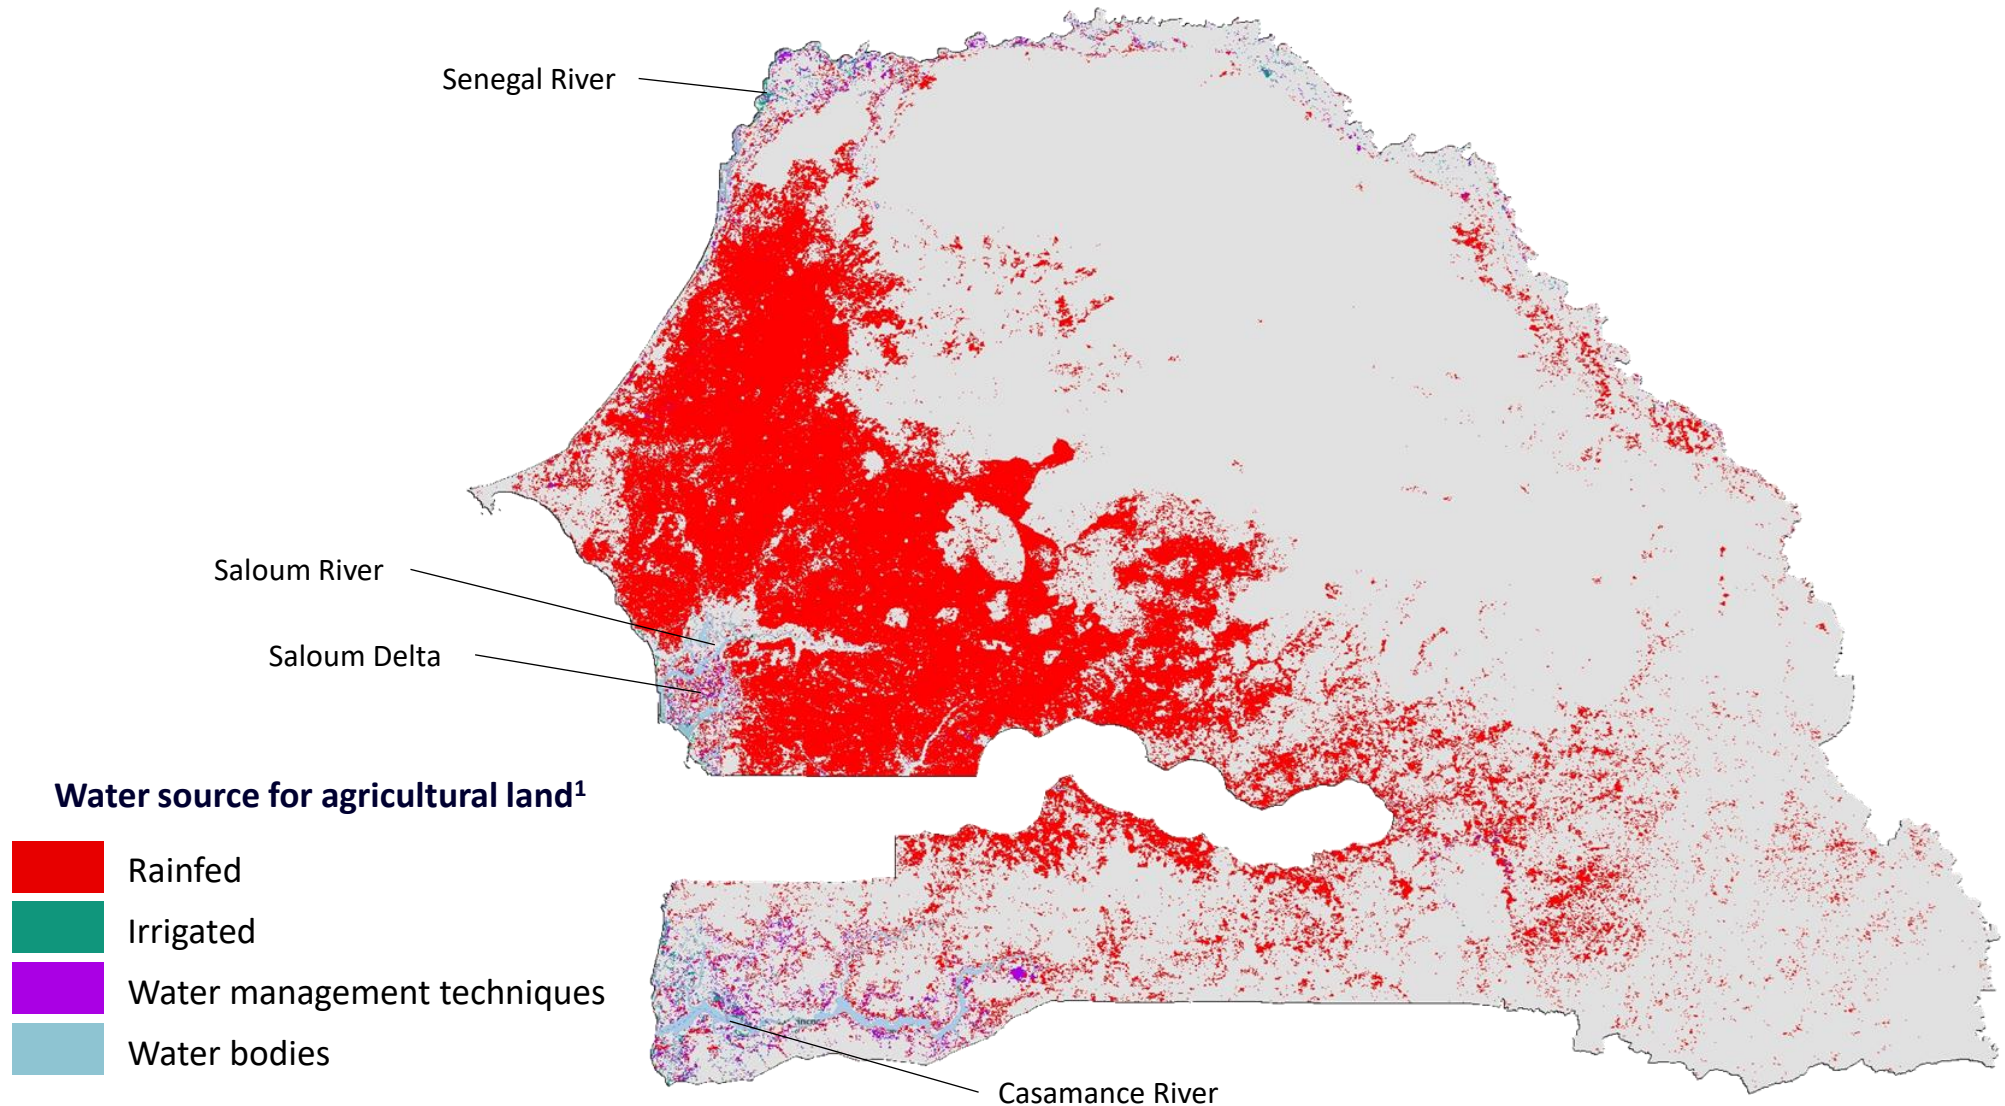 Senegal River
Saloum River
Saloum Delta
Water source for agricultural land¹
Rainfed
Irrigated
Water management techniques
Water bodies
Casamance River